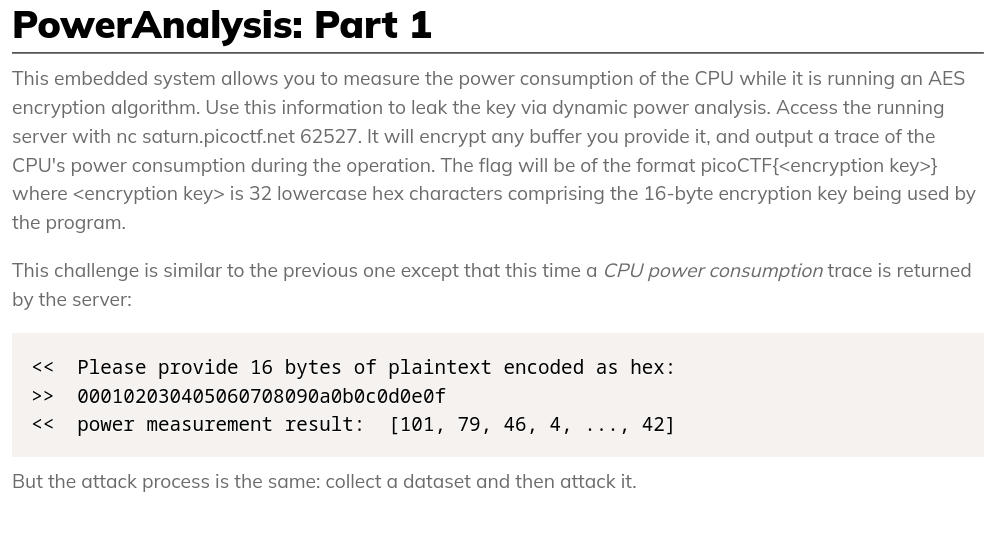 PowerAnalysis: Part 1
This embedded system allows you to measure the power consumption of the CPU while it is running an AES
encryption algorithm. Use this information to leak the key via dynamic power analysis. Access the running
server with nc saturn.picoctf.net 62527. It will encrypt any buffer you provide it, and output a trace of the
CPU's power consumption during the operation. The flag will be of the format picoCTF{<encryption key>}
where <encryption key> is 32 lowercase hex characters comprising the 16-byte encryption key being used by
the program.
This challenge is similar to the previous one except that this time a CPU power consumption trace is returned
by the server:
<< Please provide 16 bytes of plaintext encoded as hex:
>> 000102030405060708090a0b0c0d0e0f
<< power measurement result: [101, 79, 46, 4, ..., 42]
But the attack process is the same: collect a dataset and then attack it.